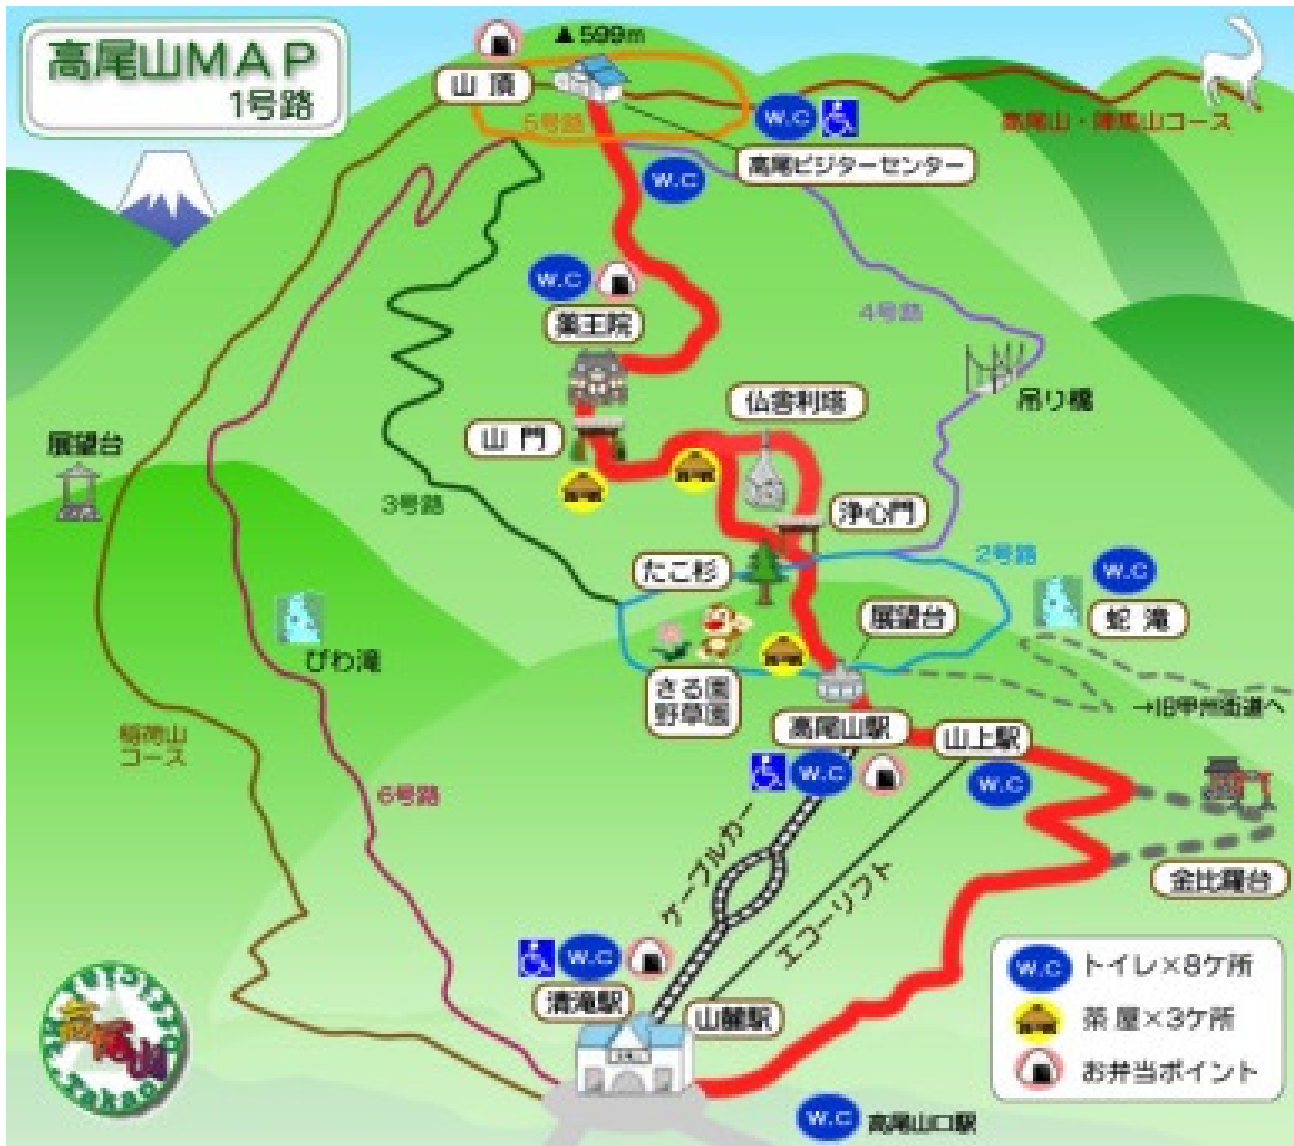 高尾山MAP
1号路
▲599m
山頂
5号路
W.C
高尾山・陣馬山コース
高尾ビジターセンター
W.C
W.C
薬王院
4号路
吊り橋
仏舎利塔
展望台
山門
3号路
浄心門
2号路
たこ杉
W.C
展望台
蛇滝
びわ滝
さる園
野草園
→旧甲州街道へ
高尾山駅
山上駅
稲荷山
コース
W.C
W.C
6号路
ケーブルカー
エコーリフト
金比羅台
W.C
清滝駅
山麓駅
W.C トイレ×8ケ所
茶屋×3ケ所
お弁当ポイント
高尾山
Takao
W.C
高尾山口駅